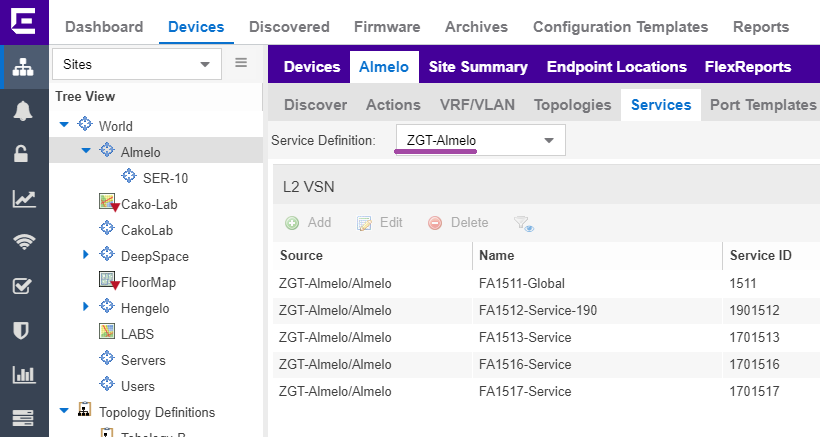 Dashboard Devices Discovered Firmware Archives Configuration Templates Reports
Sites
Tree View
World
Almelo
SER-10
Cako-Lab
CakoLab
DeepSpace
FloorMap
Hengelo
LABS
Servers
Users
Topology Definitions
Devices Almelo Site Summary Endpoint Locations FlexReports
Discover Actions VRF/VLAN Topologies Services Port Templates
Service Definition: ZGT-Almelo
L2 VSN
Add Edit Delete
Source Name Service ID
ZGT-Almelo/Almelo FA1511-Global 1511
ZGT-Almelo/Almelo FA1512-Service-190 1901512
ZGT-Almelo/Almelo FA1513-Service 1701513
ZGT-Almelo/Almelo FA1516-Service 1701516
ZGT-Almelo/Almelo FA1517-Service 1701517